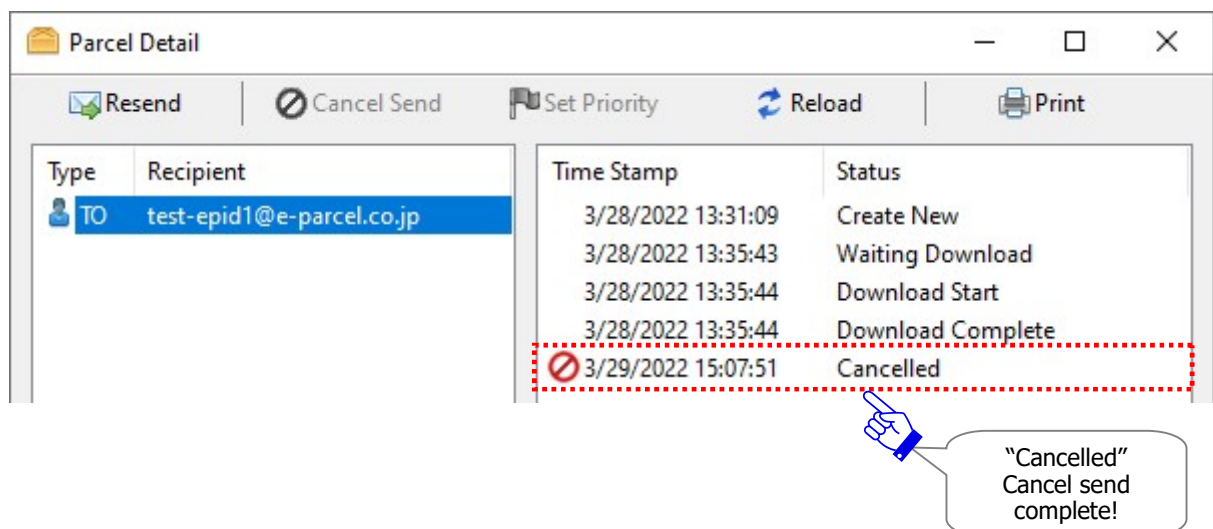 Parcel Detail
Resend Cancel Send Set Priority Reload Print
Type Recipient Time Stamp Status
TO test-epid1@e-parcel.co.jp 3/28/2022 13:31:09 Create New
3/28/2022 13:35:43 Waiting Download
3/28/2022 13:35:44 Download Start
3/28/2022 13:35:44 Download Complete
3/29/2022 15:07:51 Cancelled
“Cancelled”
Cancel send
complete!